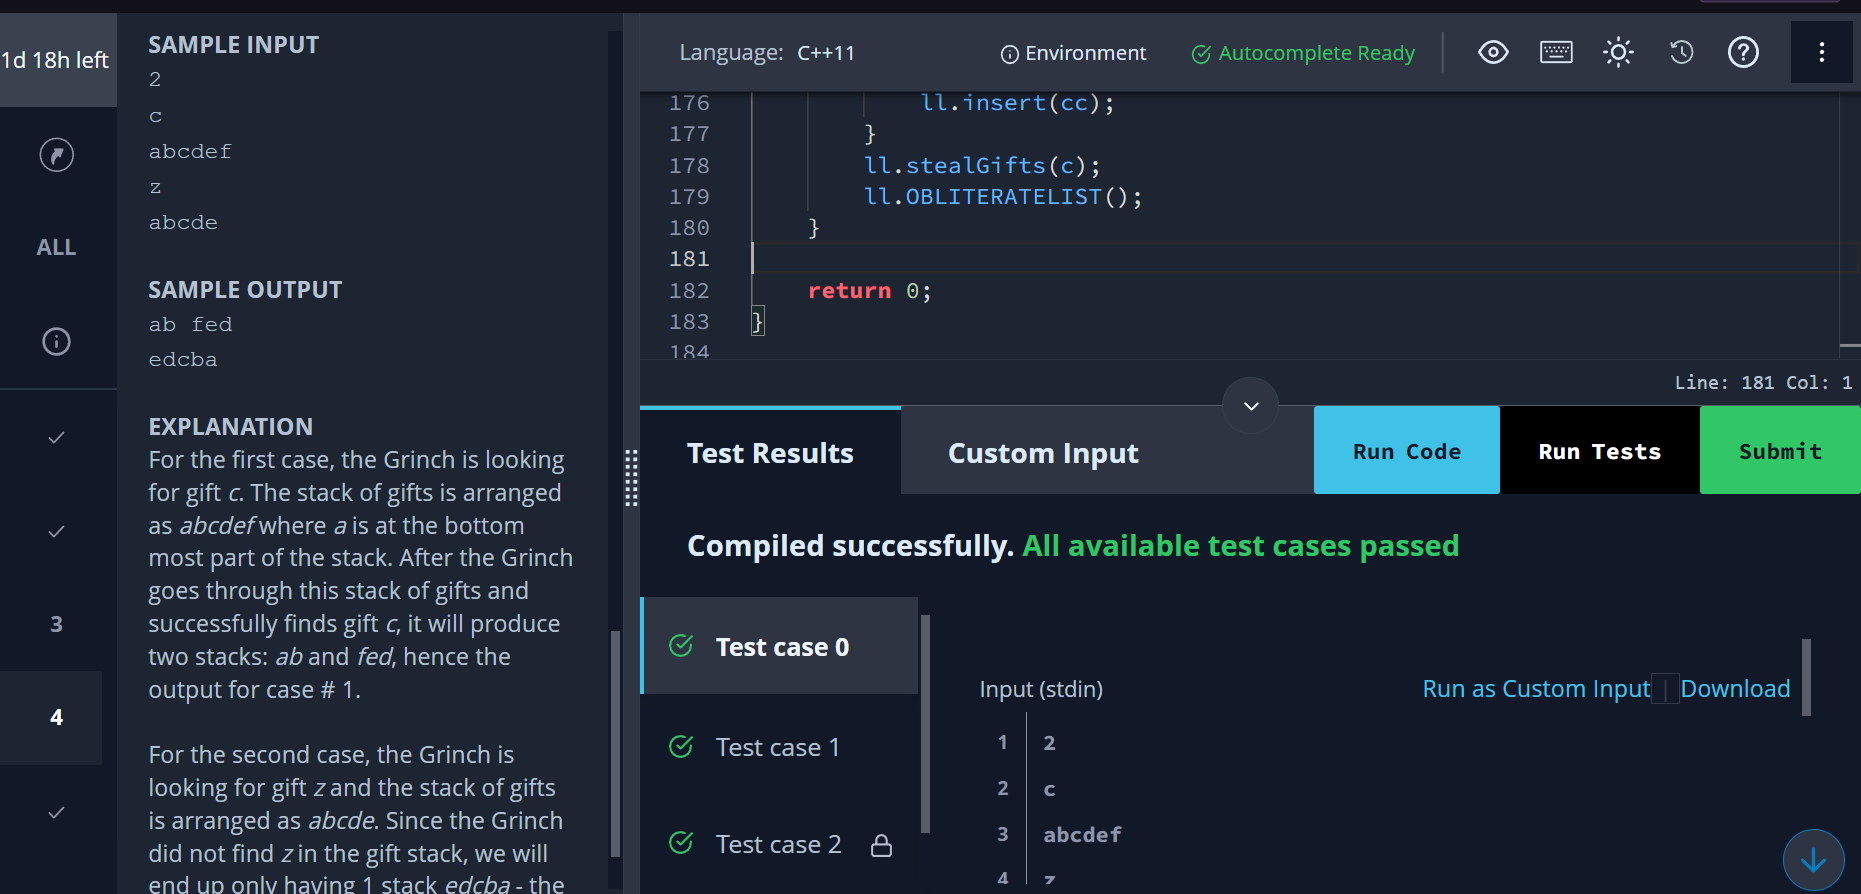 1d 18h left
ALL
3
4
SAMPLE INPUT
2
c
abcdef
z
abcde
SAMPLE OUTPUT
ab fed
edcba
EXPLANATION
For the first case, the Grinch is looking
for gift c. The stack of gifts is arranged
as abcdef where a is at the bottom
most part of the stack. After the Grinch
goes through this stack of gifts and
successfully finds gift c, it will produce
two stacks: ab and fed, hence the
output for case # 1.
For the second case, the Grinch is
looking for gift z and the stack of gifts
is arranged as abcde. Since the Grinch
did not find z in the gift stack, we will
end up only having 1 stack edcba - the
Language: C++11
Environment
Autocomplete Ready
176 ll.insert(cc);
177 }
178 ll.stealGifts(c);
179 ll.OBLITERATELIST();
180 }
181
182 return 0;
183 }
184
Line: 181 Col: 1
Test Results
Custom Input
Run Code
Run Tests
Submit
Compiled successfully. All available test cases passed
Test case 0
Test case 1
Test case 2
Input (stdin)
Run as Custom Input | Download
1 2
2 c
3 abcdef
4 z